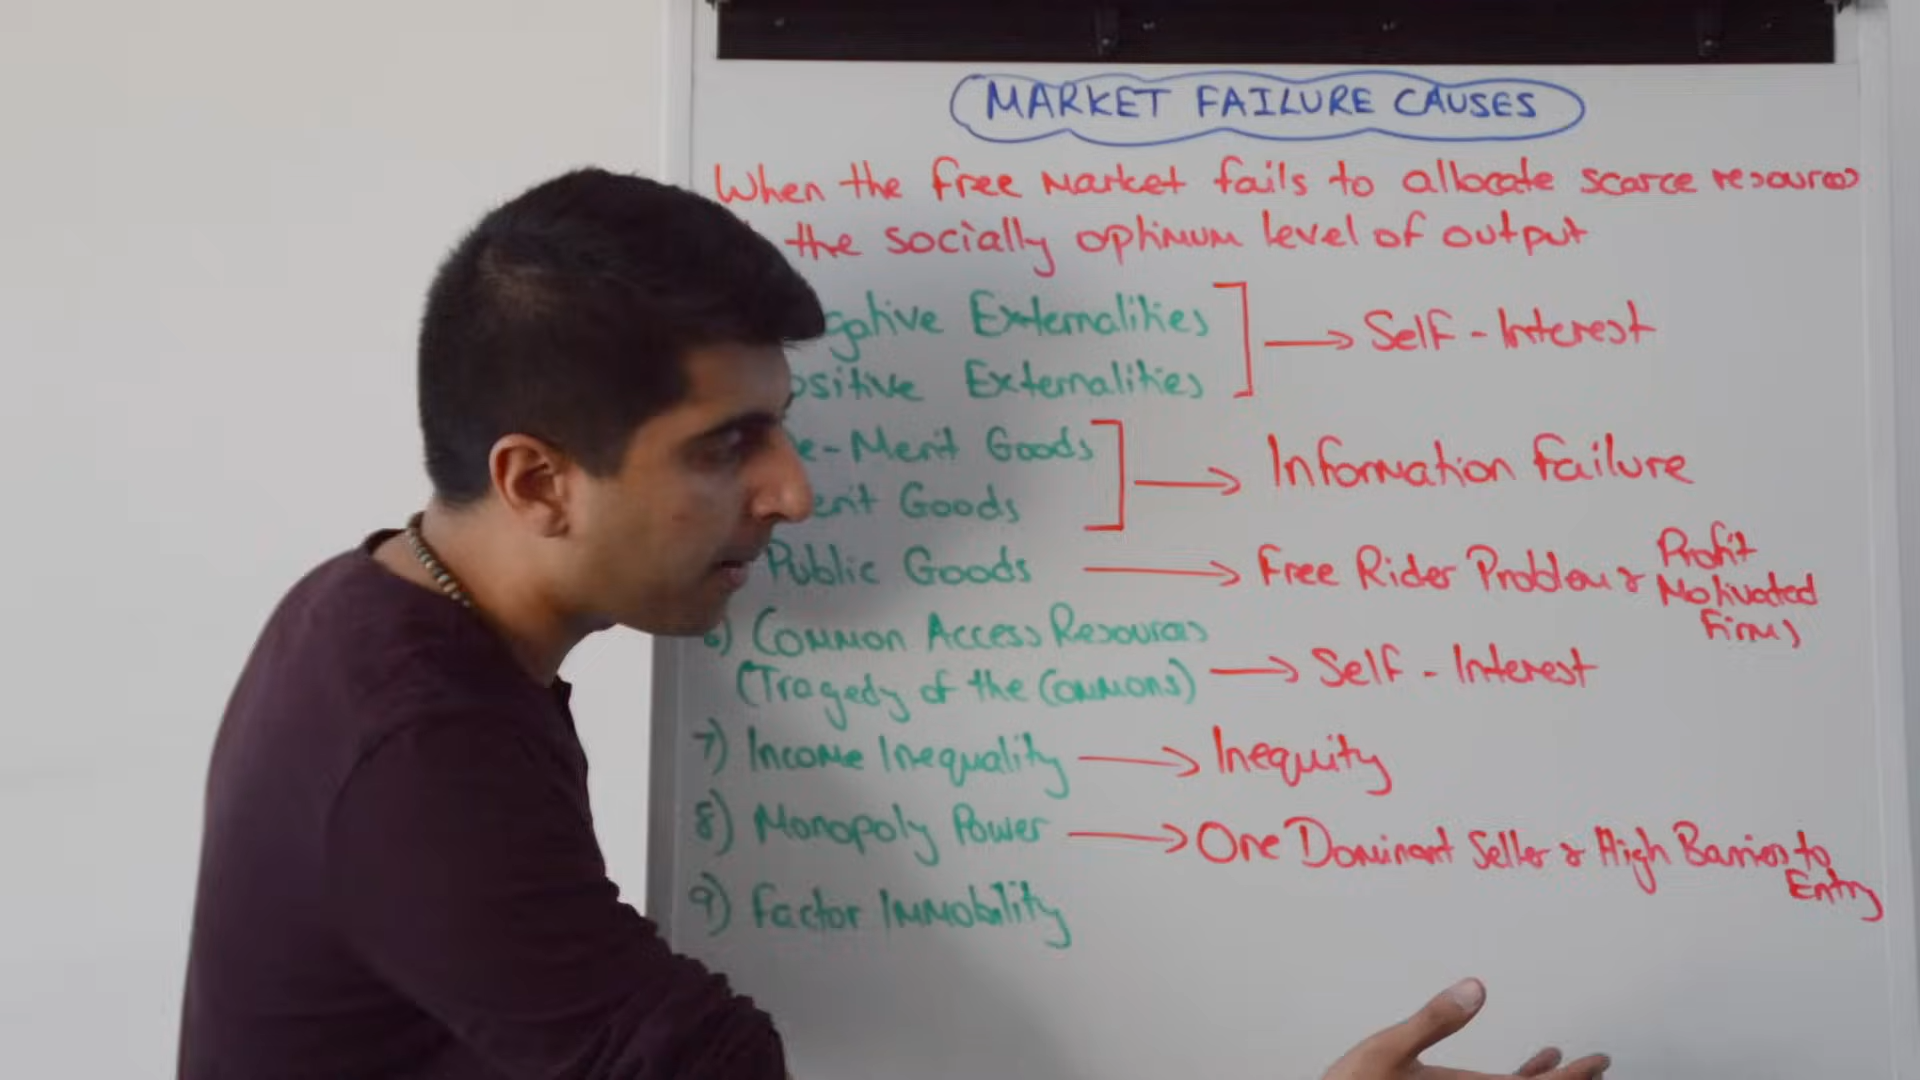 MARKET FAILURE CAUSES
When the free market fails to allocate scarce resources
the socially optimum level of output
gative Externalities → Self-Interest
ositive Externalities
e-Merit Goods → Information Failure
erit Goods
Public Goods → Free Rider Problem & Profit Motivated Firms
6) Common Access Resources
(Tragedy of the Commons) → Self-Interest
7) Income Inequality → Inequity
8) Monopoly Power → One Dominant Seller & High Barriers to Entry
9) Factor Immobility